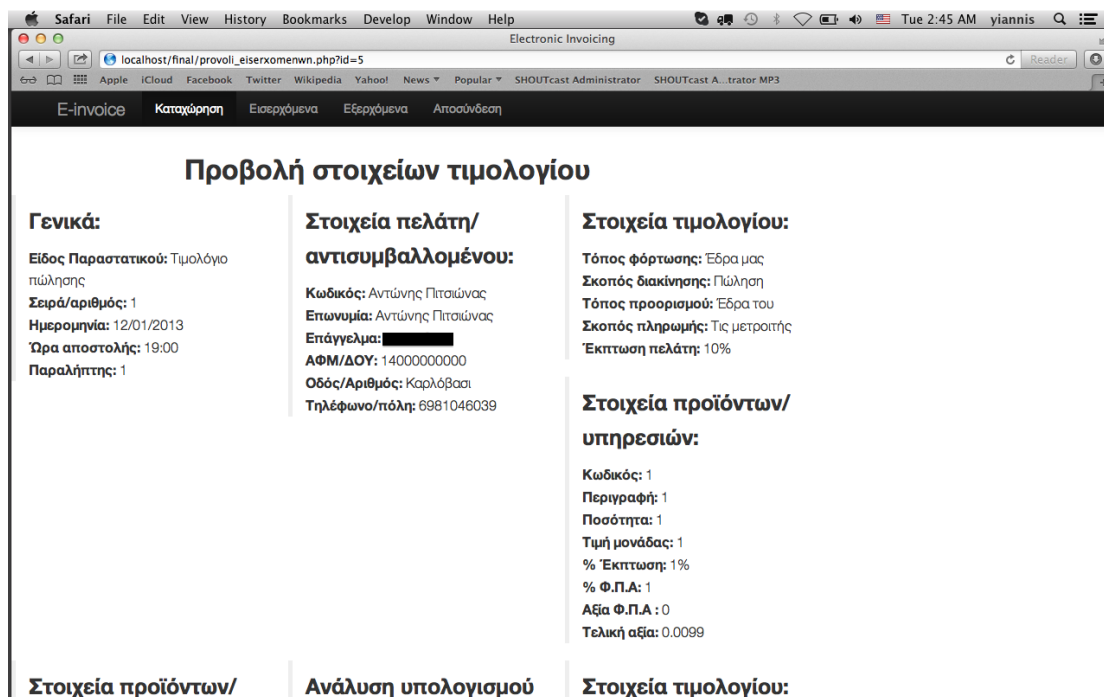 Safari File Edit View History Bookmarks Develop Window Help Tue 2:45 AM yiannis
Electronic Invoicing
localhost/final/provoli_eiserxomenwn.php?id=5 Reader
Apple iCloud Facebook Twitter Wikipedia Yahoo! News Popular SHOUTcast Administrator SHOUTcast A...trator MP3
E-invoice Καταχώρηση Εισερχόμενα Εξερχόμενα Αποσύνδεση
Προβολή στοιχείων τιμολογίου
Γενικά:
Είδος Παραστατικού: Τιμολόγιο
πώλησης
Σειρά/αριθμός: 1
Ημερομηνία: 12/01/2013
Ώρα αποστολής: 19:00
Παραλήπτης: 1
Στοιχεία πελάτη/
αντισυμβαλλομένου:
Κωδικός: Αντώνης Πιτσιώνας
Επωνυμία: Αντώνης Πιτσιώνας
Επάγγελμα:
ΑΦΜ/ΔΟΥ: 14000000000
Οδός/Αριθμός: Καρλόβασι
Τηλέφωνο/πόλη: 6981046039
Στοιχεία τιμολογίου:
Τόπος φόρτωσης: Έδρα μας
Σκοπός διακίνησης: Πώληση
Τόπος προορισμού: Έδρα του
Σκοπός πληρωμής: Τις μετροιτής
Έκπτωση πελάτη: 10%
Στοιχεία προϊόντων/
υπηρεσιών:
Κωδικός: 1
Περιγραφή: 1
Ποσότητα: 1
Τιμή μονάδας: 1
% Έκπτωση: 1%
% Φ.Π.Α: 1
Αξία Φ.Π.Α : 0
Τελική αξία: 0.0099
Στοιχεία προϊόντων/
Ανάλυση υπολογισμού
Στοιχεία τιμολογίου: